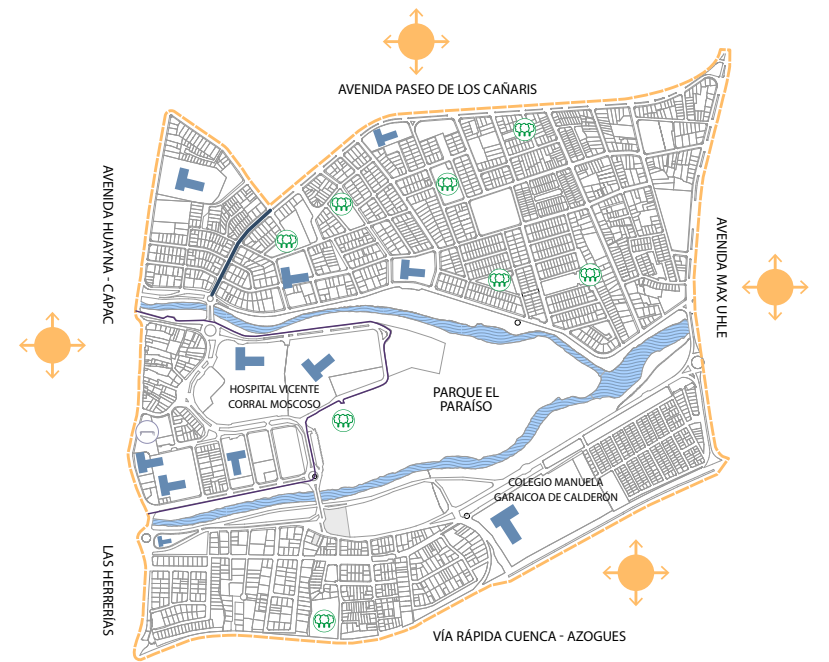 AVENIDA PASEO DE LOS CAÑARIS
AVENIDA HUAYNA - CÁPAC
AVENIDA MAX UHLE
HOSPITAL VICENTE
CORRAL MOSCOSO
PARQUE EL
PARAÍSO
COLEGIO MANUELA
GARAICOA DE CALDERÓN
LAS HERRERÍAS
VÍA RÁPIDA CUENCA - AZOGUES